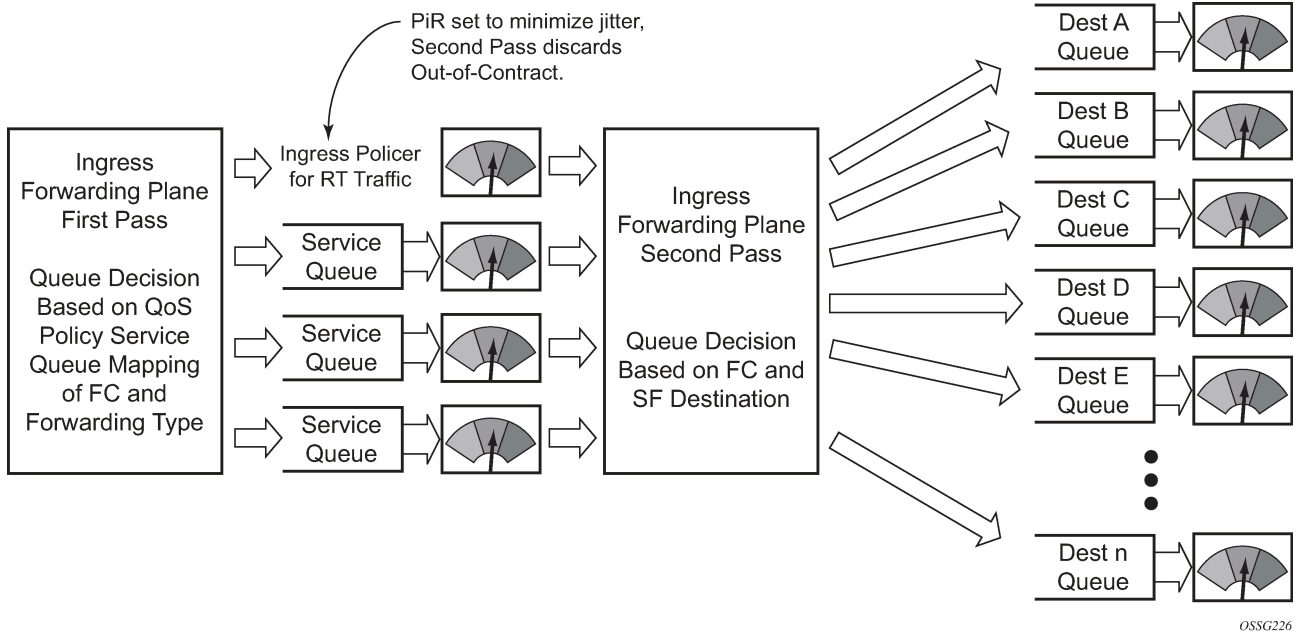 PiR set to minimize jitter,
Second Pass discards
Out-of-Contract.
Ingress
Forwarding Plane
First Pass
Queue Decision
Based on QoS
Policy Service
Queue Mapping
of FC and
Forwarding Type
Ingress Policer
for RT Traffic
Service
Queue
Service
Queue
Service
Queue
Ingress
Forwarding Plane
Second Pass
Queue Decision
Based on FC and
SF Destination
Dest A
Queue
Dest B
Queue
Dest C
Queue
Dest D
Queue
Dest E
Queue
Dest n
Queue
OSSG226